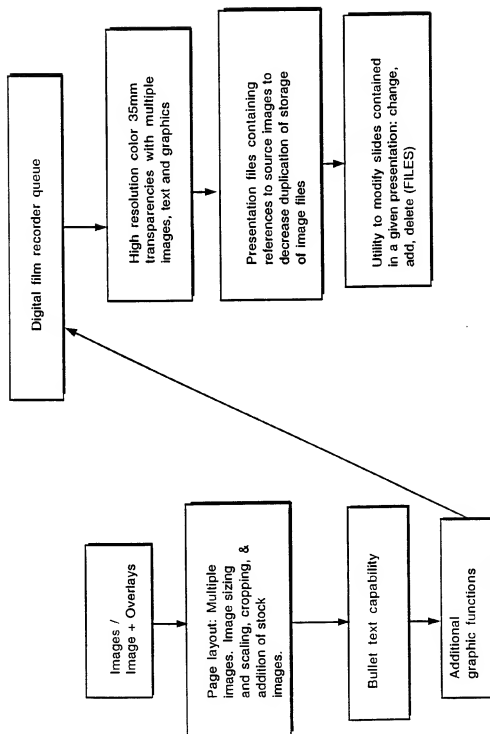 Images /
Image + Overlays
Page layout: Multiple
images. Image sizing
and scaling, cropping, &
addition of stock
images.
Bullet text capability
Additional
graphic functions
Digital film recorder queue
High resolution color 35mm
transparencies with multiple
images, text and graphics
Presentation files containing
references to source images to
decrease duplication of storage
of image files
Utility to modify slides contained
in a given presentation: change,
add, delete (FILES)